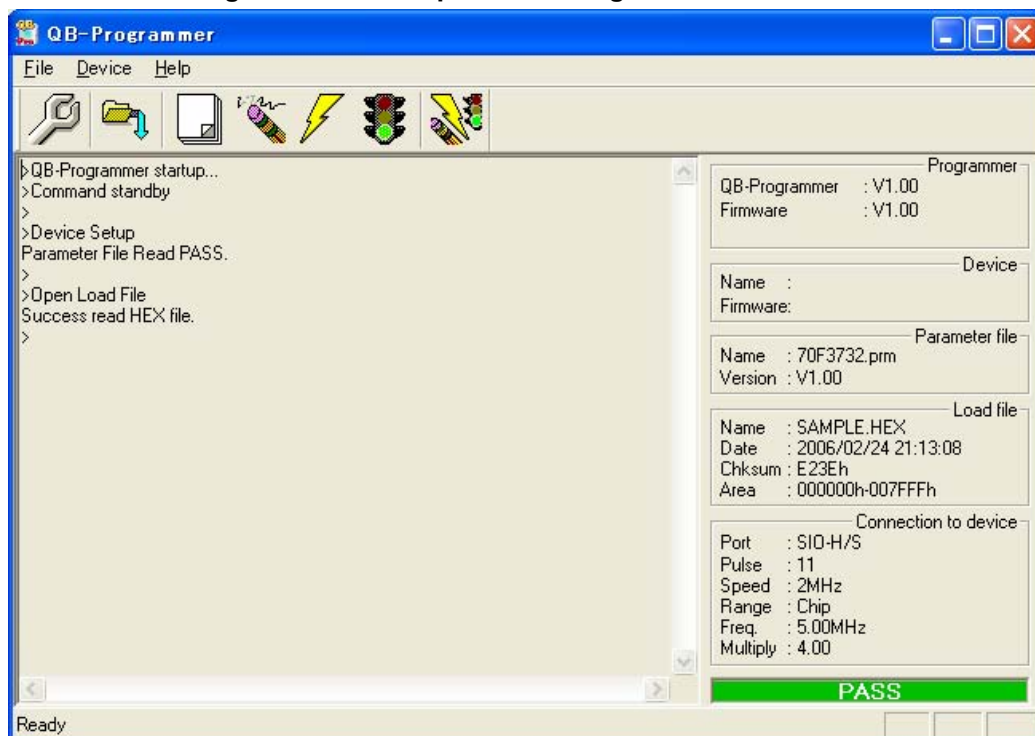 QB-Programmer
File Device Help
>QB-Programmer startup...
>Command standby
>
>Device Setup
Parameter File Read PASS.
>
>Open Load File
Success read HEX file.
>
Programmer
QB-Programmer : V1.00
Firmware : V1.00
Device
Name :
Firmware:
Parameter file
Name : 70F3732.prm
Version : V1.00
Load file
Name : SAMPLE.HEX
Date : 2006/02/24 21:13:08
Chksum : E23Eh
Area : 000000h-007FFFh
Connection to device
Port : SIO-H/S
Pulse : 11
Speed : 2MHz
Range : Chip
Freq. : 5.00MHz
Multiply : 4.00
PASS
Ready